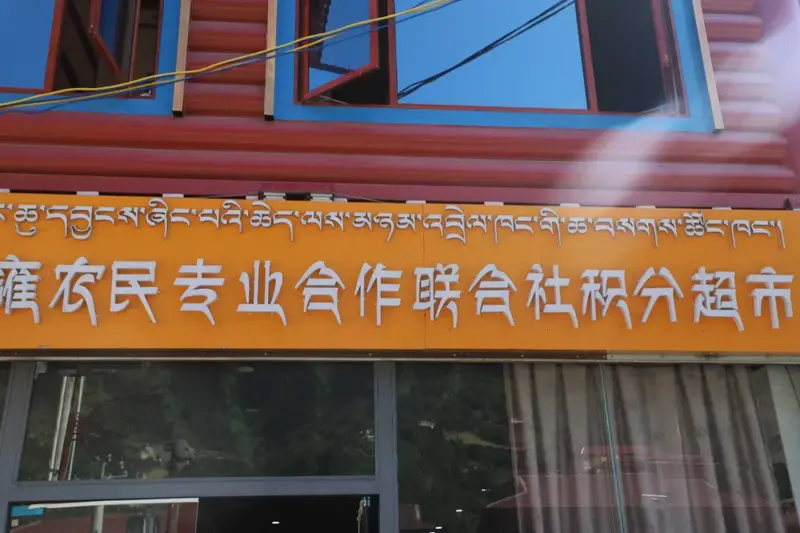 ཆུ་དབྱངས་ཞིང་པའི་ཆེད་ལས་མཉམ་འབྲེལ་ཁང་གི་ཆ་བསགས་ཚོང་ཁང་།
雍农民专业合作联合社积分超市